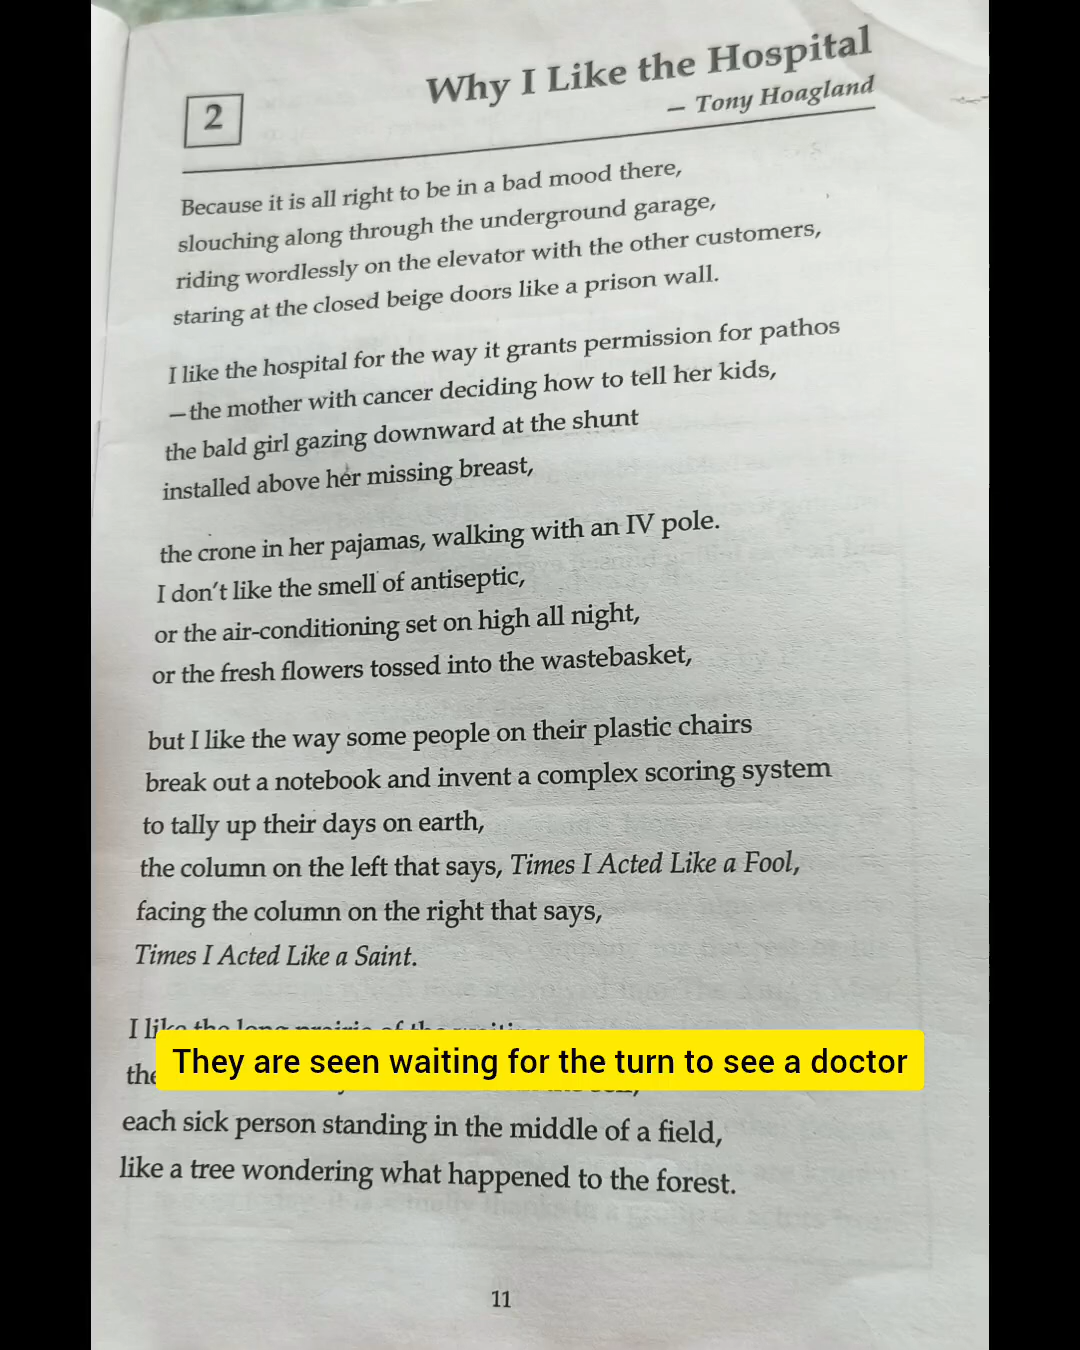 Why I Like the Hospital
2
— Tony Hoagland
Because it is all right to be in a bad mood there,
slouching along through the underground garage,
riding wordlessly on the elevator with the other customers,
staring at the closed beige doors like a prison wall.
I like the hospital for the way it grants permission for pathos
—the mother with cancer deciding how to tell her kids,
the bald girl gazing downward at the shunt
installed above her missing breast,
the crone in her pajamas, walking with an IV pole.
I don't like the smell of antiseptic,
or the air-conditioning set on high all night,
or the fresh flowers tossed into the wastebasket,
but I like the way some people on their plastic chairs
break out a notebook and invent a complex scoring system
to tally up their days on earth,
the column on the left that says, Times I Acted Like a Fool,
facing the column on the right that says,
Times I Acted Like a Saint.
I like the long prairie of the
the
They are seen waiting for the turn to see a doctor
each sick person standing in the middle of a field,
like a tree wondering what happened to the forest.
11